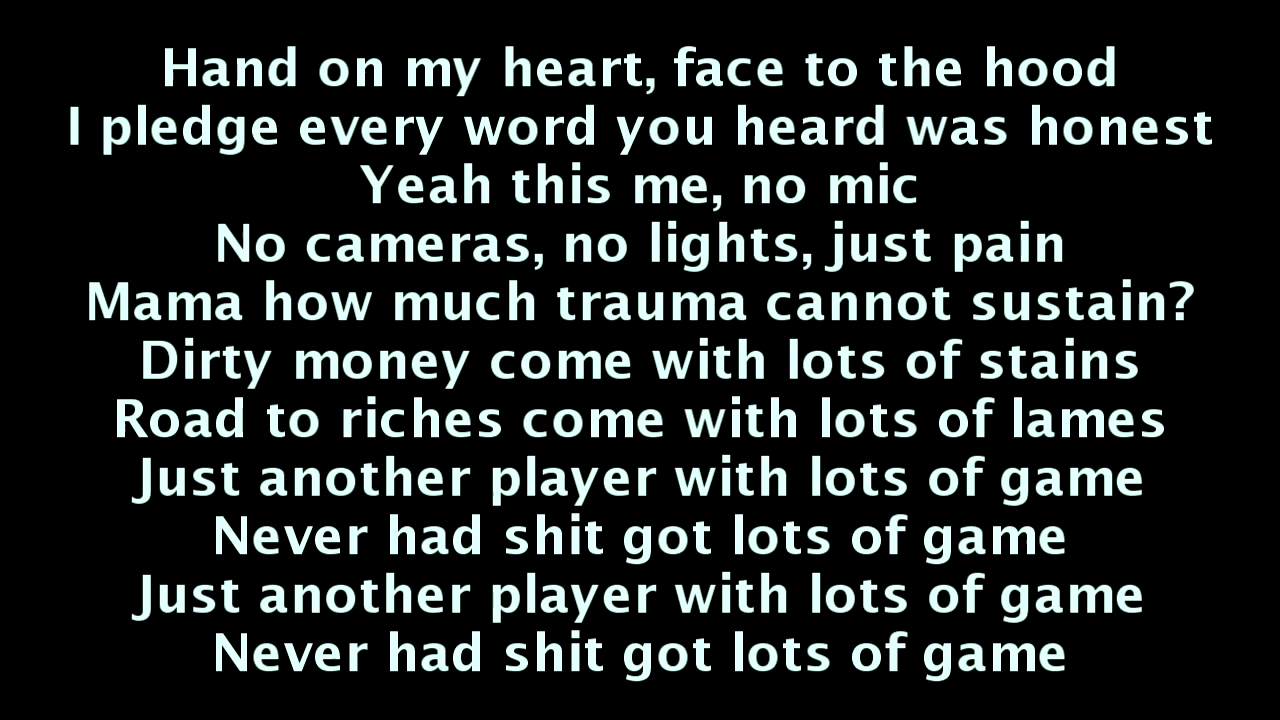 Hand on my heart, face to the hood
I pledge every word you heard was honest
Yeah this me, no mic
No cameras, no lights, just pain
Mama how much trauma cannot sustain?
Dirty money come with lots of stains
Road to riches come with lots of lames
Just another player with lots of game
Never had shit got lots of game
Just another player with lots of game
Never had shit got lots of game